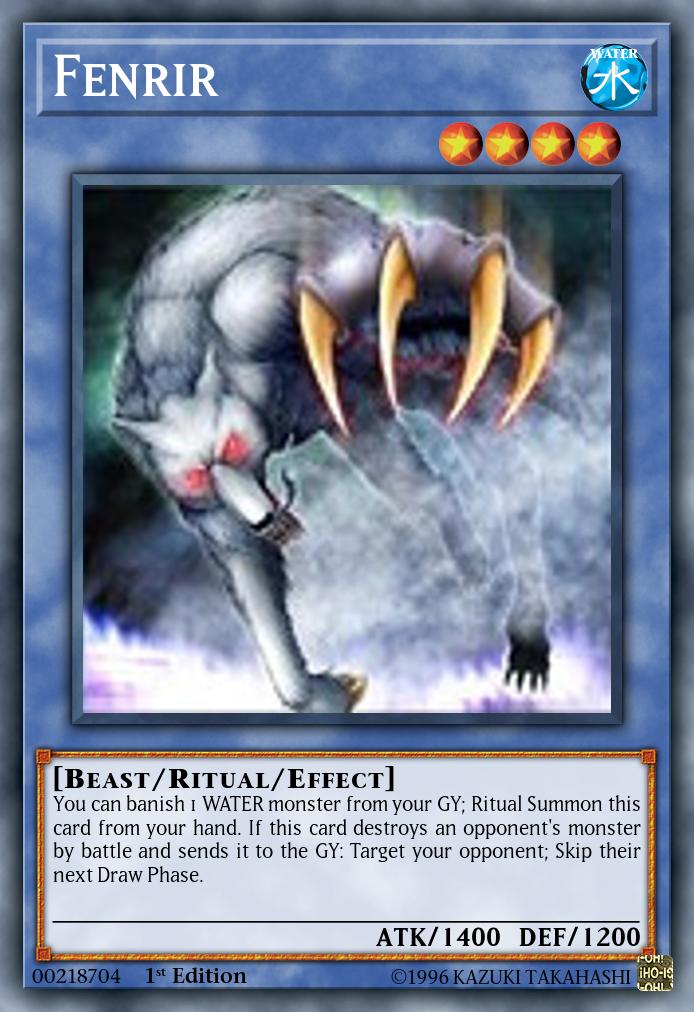 FENRIR
WATER
水
[BEAST/RITUAL/EFFECT]
You can banish 1 WATER monster from your GY; Ritual Summon this
card from your hand. If this card destroys an opponent's monster
by battle and sends it to the GY: Target your opponent; Skip their
next Draw Phase.
ATK/1400 DEF/1200
00218704 1st Edition ©1996 KAZUKI TAKAHASHI